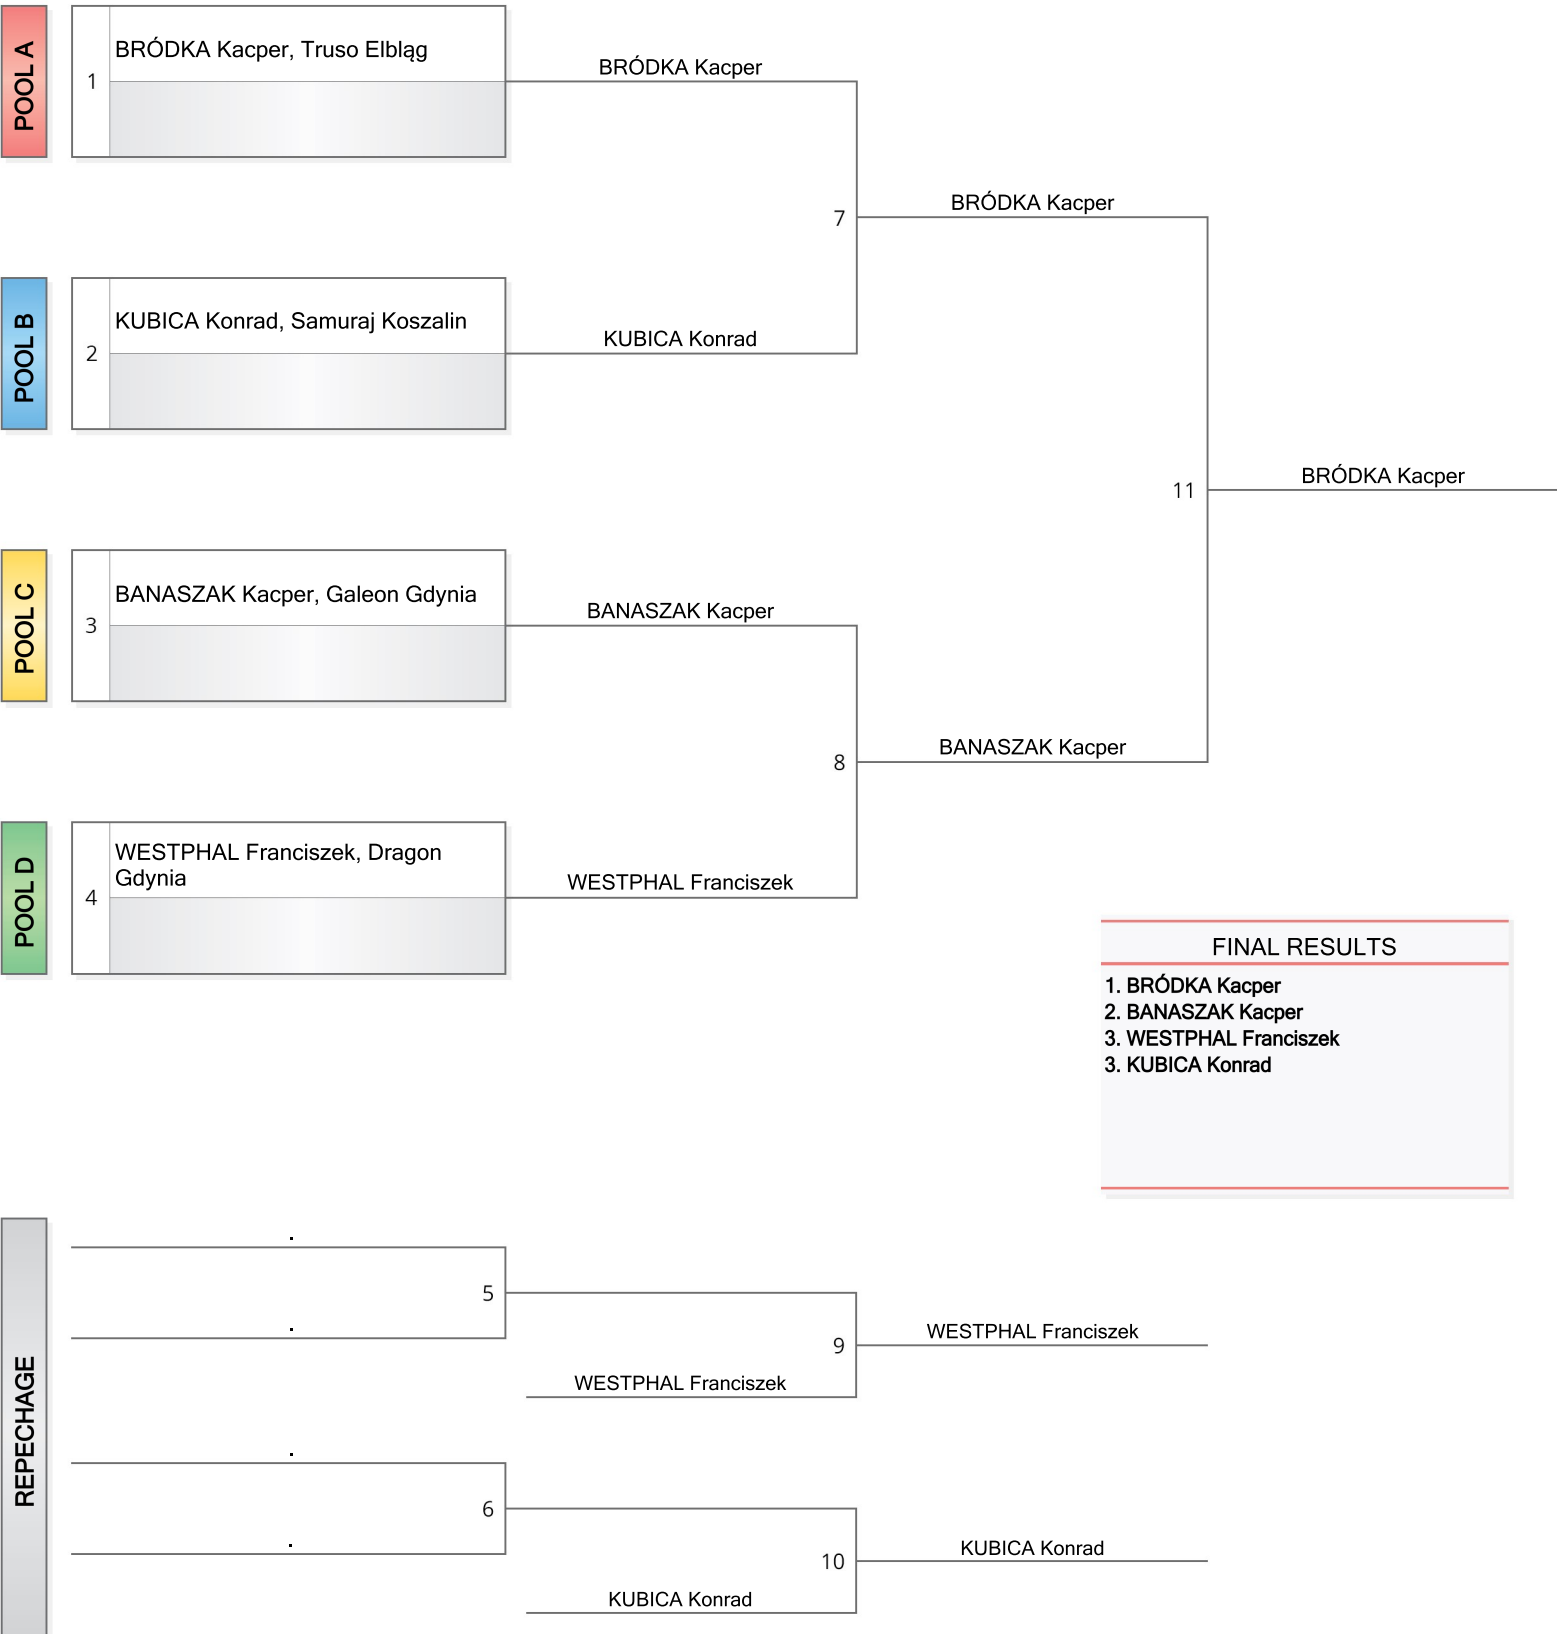 POOL A
1
BRÓDKA Kacper, Truso Elbląg
BRÓDKA Kacper
7
BRÓDKA Kacper
POOL B
2
KUBICA Konrad, Samuraj Koszalin
KUBICA Konrad
11
BRÓDKA Kacper
POOL C
3
BANASZAK Kacper, Galeon Gdynia
BANASZAK Kacper
8
BANASZAK Kacper
POOL D
4
WESTPHAL Franciszek, Dragon
Gdynia
WESTPHAL Franciszek
FINAL RESULTS
1. BRÓDKA Kacper
2. BANASZAK Kacper
3. WESTPHAL Franciszek
3. KUBICA Konrad
REPECHAGE
.
5
.
9
WESTPHAL Franciszek
WESTPHAL Franciszek
.
6
.
10
KUBICA Konrad
KUBICA Konrad